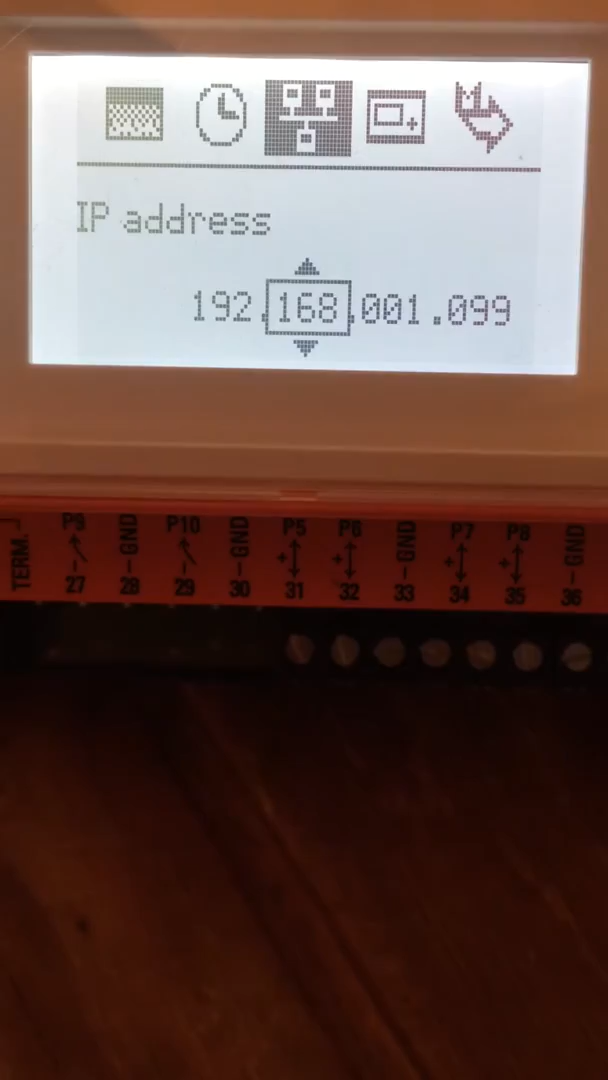 IP address
192.168.001.099
TERM. P9 GND P10 GND P5 P6 GND P7 P8 GND
27 28 29 30 31 32 33 34 35 36